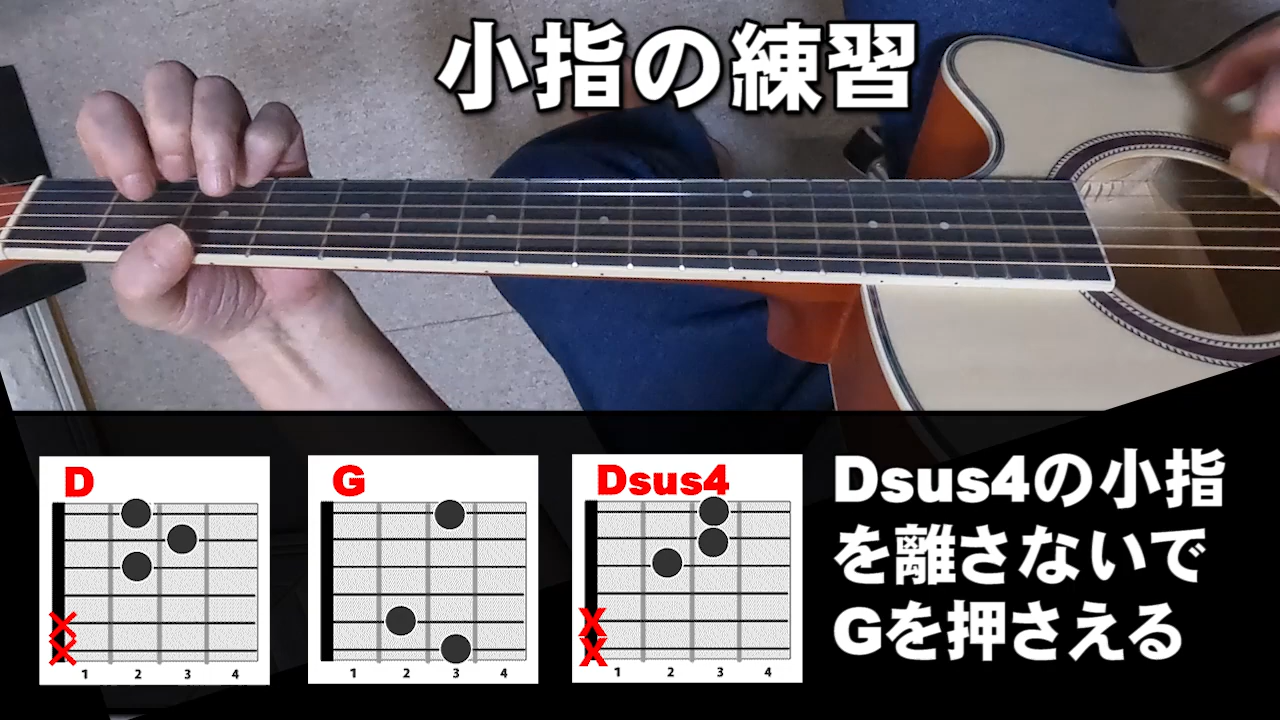 小指の練習
D
G
Dsus4
X
X
X
X
1 2 3 4
1 2 3 4
1 2 3 4
Dsus4の小指
を離さないで
Gを押さえる